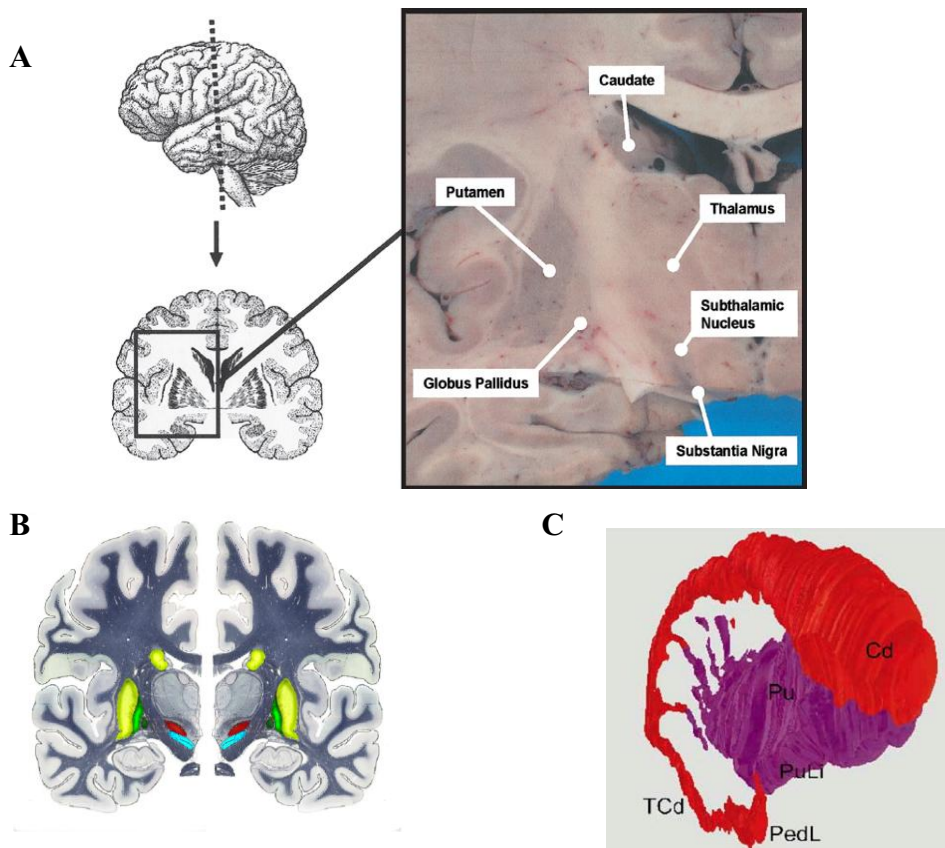 A
Caudate
Putamen
Thalamus
Subthalamic
Nucleus
Globus Pallidus
Substantia Nigra
B
C
Cd
Pu
PuLi
TCd
PedL